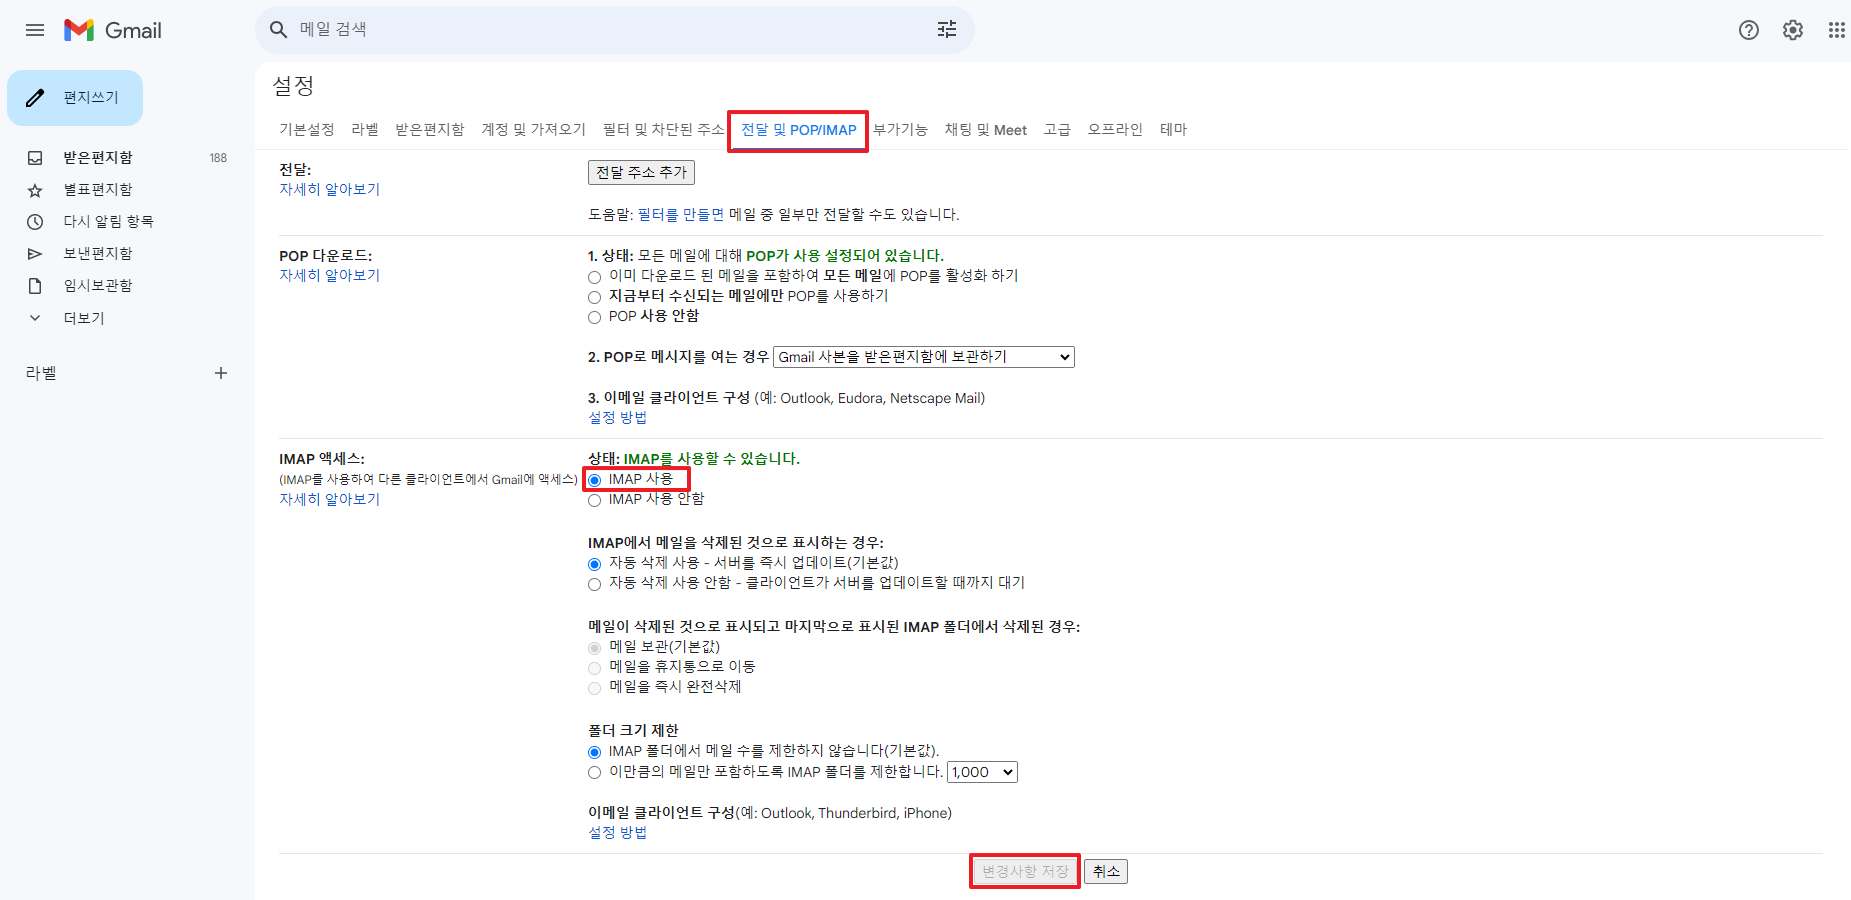 Gmail
메일 검색
편지쓰기
받은편지함 188
별표편지함
다시 알림 항목
보낸편지함
임시보관함
더보기
라벨
설정
기본설정 라벨 받은편지함 계정 및 가져오기 필터 및 차단된 주소 전달 및 POP/IMAP 부가기능 채팅 및 Meet 고급 오프라인 테마
전달:
자세히 알아보기
전달 주소 추가
도움말: 필터를 만들면 메일 중 일부만 전달할 수도 있습니다.
POP 다운로드:
자세히 알아보기
1. 상태: 모든 메일에 대해 POP가 사용 설정되어 있습니다.
이미 다운로드 된 메일을 포함하여 모든 메일에 POP를 활성화 하기
지금부터 수신되는 메일에만 POP를 사용하기
POP 사용 안함
2. POP로 메시지를 여는 경우 Gmail 사본을 받은편지함에 보관하기
3. 이메일 클라이언트 구성 (예: Outlook, Eudora, Netscape Mail)
설정 방법
IMAP 액세스:
(IMAP를 사용하여 다른 클라이언트에서 Gmail에 액세스)
자세히 알아보기
상태: IMAP를 사용할 수 있습니다.
IMAP 사용
IMAP 사용 안함
IMAP에서 메일을 삭제된 것으로 표시하는 경우:
자동 삭제 사용 - 서버를 즉시 업데이트(기본값)
자동 삭제 사용 안함 - 클라이언트가 서버를 업데이트할 때까지 대기
메일이 삭제된 것으로 표시되고 마지막으로 표시된 IMAP 폴더에서 삭제된 경우:
메일 보관(기본값)
메일을 휴지통으로 이동
메일을 즉시 완전삭제
폴더 크기 제한
IMAP 폴더에서 메일 수를 제한하지 않습니다(기본값).
이만큼의 메일만 포함하도록 IMAP 폴더를 제한합니다. 1,000
이메일 클라이언트 구성(예: Outlook, Thunderbird, iPhone)
설정 방법
변경사항 저장 취소